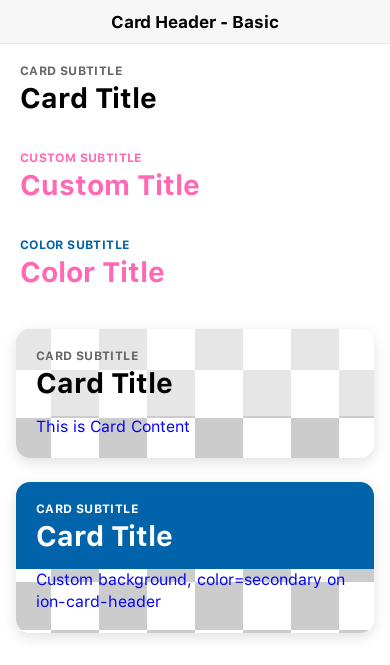 Card Header - Basic
CARD SUBTITLE
Card Title
CUSTOM SUBTITLE
Custom Title
COLOR SUBTITLE
Color Title
CARD SUBTITLE
Card Title
This is Card Content
CARD SUBTITLE
Card Title
Custom background, color=secondary on
ion-card-header